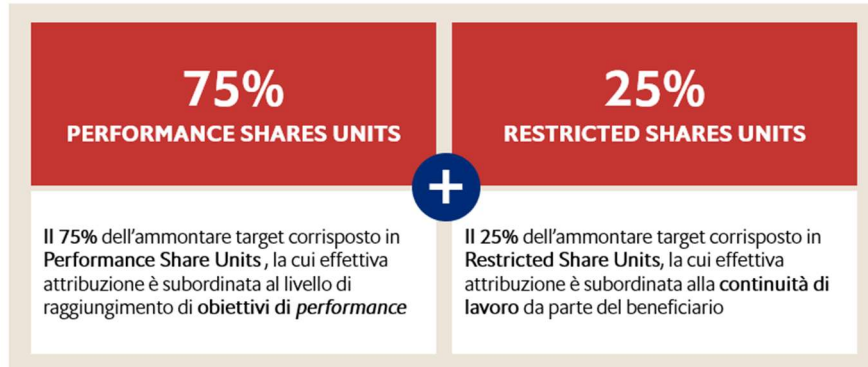 75%
PERFORMANCE SHARES UNITS
25%
RESTRICTED SHARES UNITS
+
Il 75% dell'ammontare target corrisposto in
Performance Share Units , la cui effettiva
attribuzione è subordinata al livello di
raggiungimento di obiettivi di performance
Il 25% dell'ammontare target corrisposto in
Restricted Share Units, la cui effettiva
attribuzione è subordinata alla continuità di
lavoro da parte del beneficiario